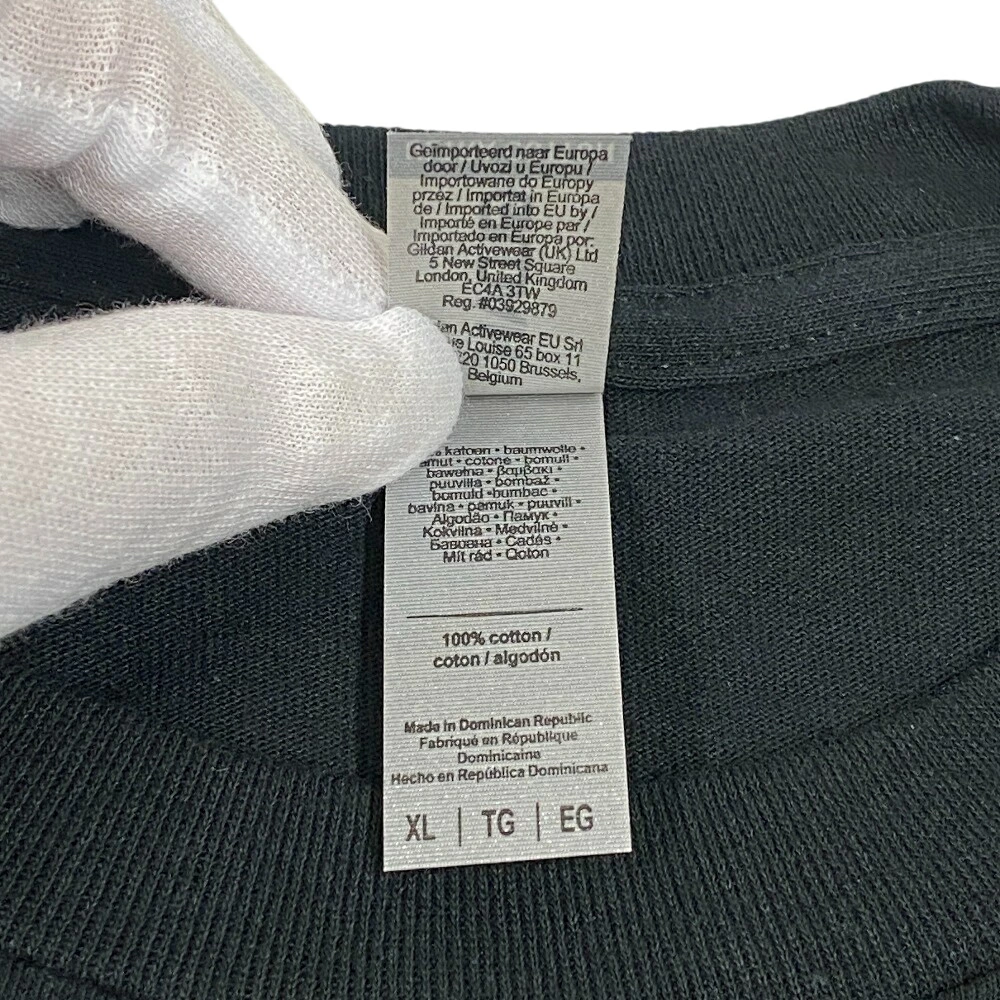 Geïmporteerd naar Europa
door / Uvozi u Europu /
Importowane do Europy
przez / Importat in Europa
de / Imported into EU by /
Importé en Europe par /
Importado en Europa por:
Gildan Activewear (UK) Ltd
5 New Street Square
London, United Kingdom
EC4A 3TW
Reg. #03929879
Activewear EU Srl
Louise 65 box 11
1050 Brussels,
Belgium
katoen • baumwolle •
cotone • bomull •
bawełna • βαμβάκι •
puuvilla • bombaž •
bomuld •bumbac •
bavlna • pamuk • puuvill •
Algodão • Памук •
Kokvilna • Medvilnė •
Бавовна • Cadás •
Mít rád • Qoton
100% cotton /
coton / algodón
Made in Dominican Republic
Fabriqué en République
Dominicaine
Hecho en República Dominicana
XL | TG | EG